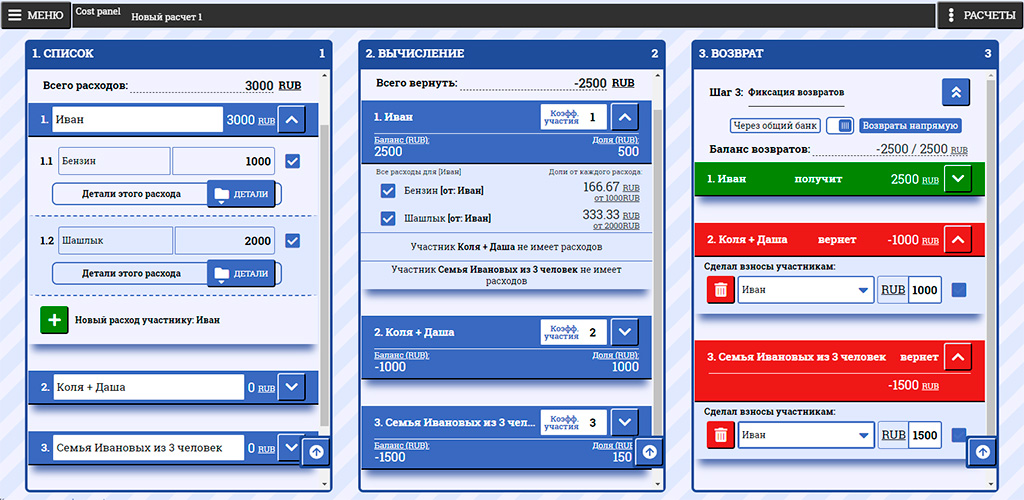 МЕНЮ
Cost panel
Новый расчет 1
РАСЧЕТЫ
1. СПИСОК 1
Всего расходов: 3000 RUB
1. Иван 3000 RUB
1.1 Бензин 1000
Детали этого расхода ДЕТАЛИ
1.2 Шашлык 2000
Детали этого расхода ДЕТАЛИ
Новый расход участнику: Иван
2. Коля + Даша 0 RUB
3. Семья Ивановых из 3 человек 0 RUB
2. ВЫЧИСЛЕНИЕ 2
Всего вернуть: -2500 RUB
1. Иван Коэфф. участия 1
Баланс (RUB): Доля (RUB):
2500 500
Все расходы для [Иван] Доли от каждого расхода:
Бензин [от: Иван] 166.67 RUB
от 1000RUB
Шашлык [от: Иван] 333.33 RUB
от 2000RUB
Участник Коля + Даша не имеет расходов
Участник Семья Ивановых из 3 человек не имеет
расходов
2. Коля + Даша Коэфф. участия 2
Баланс (RUB): Доля (RUB):
-1000 1000
3. Семья Ивановых из 3 чел... Коэфф. участия 3
Баланс (RUB): Доля (RUB):
-1500 150
3. ВОЗВРАТ 3
Шаг 3: Фиксация возвратов
Через общий банк Возвраты напрямую
Баланс возвратов: -2500 / 2500 RUB
1. Иван получит 2500 RUB
2. Коля + Даша вернет -1000 RUB
Сделал взносы участникам:
Иван RUB 1000
3. Семья Ивановых из 3 человек вернет
-1500 RUB
Сделал взносы участникам:
Иван RUB 1500